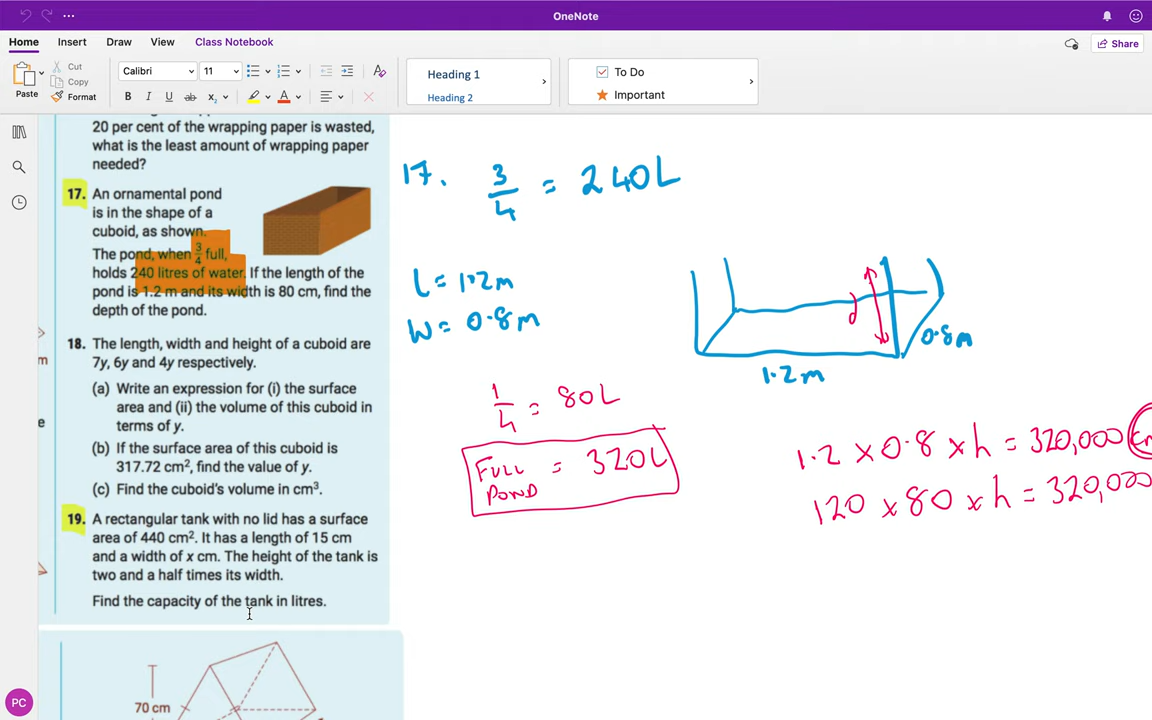 OneNote
Home Insert Draw View Class Notebook
Share
Paste
Cut
Copy
Format
Calibri 11
B I U ab x₂ A
Heading 1
Heading 2
To Do
Important
20 per cent of the wrapping paper is wasted,
what is the least amount of wrapping paper
needed?
17. An ornamental pond
is in the shape of a
cuboid, as shown.
The pond, when 3/4 full,
holds 240 litres of water. If the length of the
pond is 1.2 m and its width is 80 cm, find the
depth of the pond.
18. The length, width and height of a cuboid are
7y, 6y and 4y respectively.
(a) Write an expression for (i) the surface
area and (ii) the volume of this cuboid in
terms of y.
(b) If the surface area of this cuboid is
317.72 cm², find the value of y.
(c) Find the cuboid's volume in cm³.
19. A rectangular tank with no lid has a surface
area of 440 cm². It has a length of 15 cm
and a width of x cm. The height of the tank is
two and a half times its width.
Find the capacity of the tank in litres.
70 cm
m
e
PC
17. 3/4 = 240L
L = 1.2m
W = 0.8m
d
0.8m
1.2m
1/4 = 80L
FULL POND = 320L
1.2 × 0.8 × h = 320,000
120 × 80 × h = 320,000